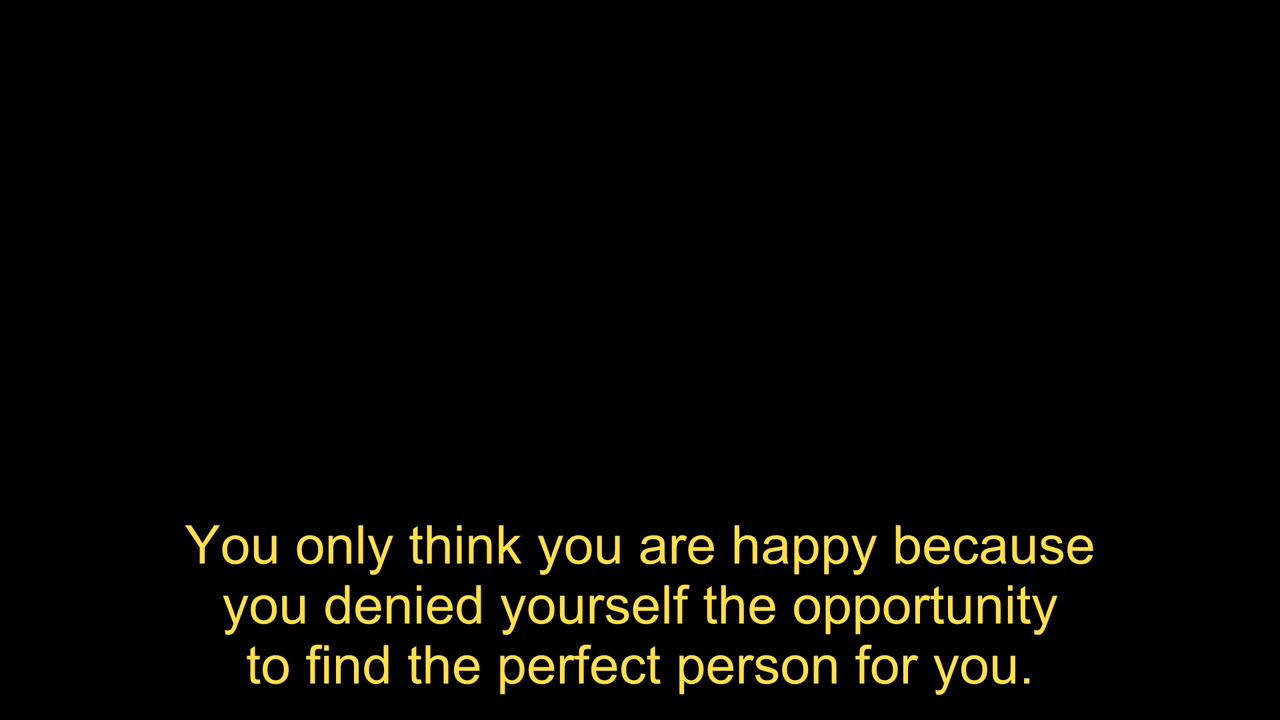 You only think you are happy because
you denied yourself the opportunity
to find the perfect person for you.